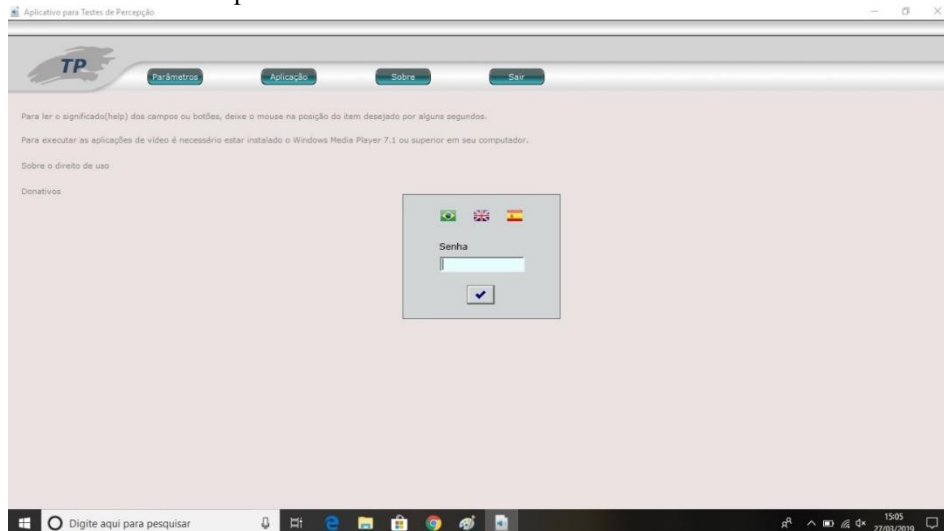 Aplicativo para Testes de Percepção
TP
Parâmetros
Aplicação
Sobre
Sair
Para ler o significado(help) dos campos ou botões, deixe o mouse na posição do item desejado por alguns segundos.
Para executar as aplicações de vídeo é necessário estar instalado o Windows Media Player 7.1 ou superior em seu computador.
Sobre o direito de uso
Donativos
Senha
Digite aqui para pesquisar
15:05
27/03/2019